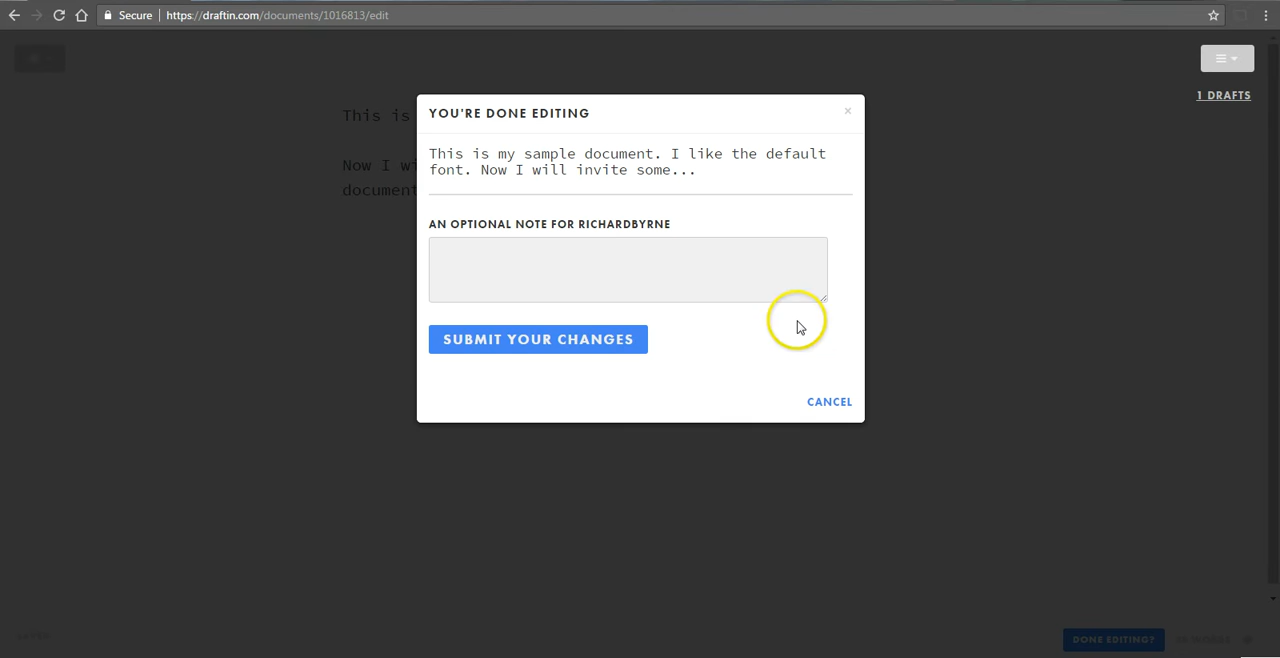 Secure https://draftin.com/documents/1016813/edit
1 DRAFTS
This is
Now I wi
document
YOU'RE DONE EDITING
×
This is my sample document. I like the default
font. Now I will invite some...
AN OPTIONAL NOTE FOR RICHARDBYRNE
SUBMIT YOUR CHANGES
CANCEL
DONE EDITING?